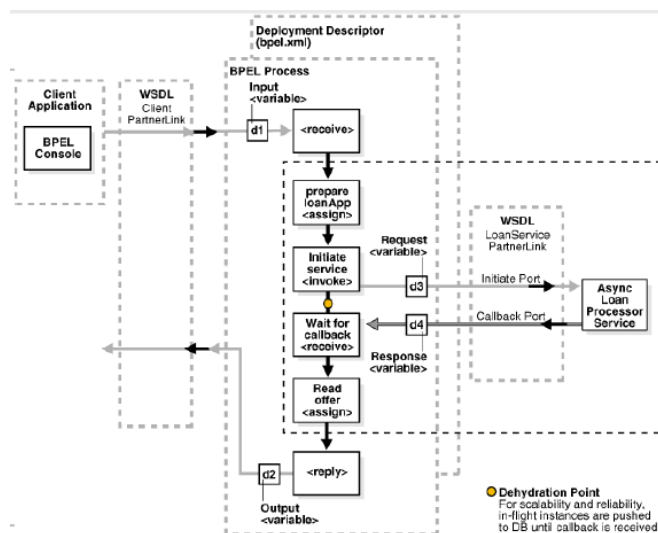 Deployment Descriptor
(bpel.xml)
BPEL Process
Client
Application
WSDL
Client
PartnerLink
Input
<variable>
BPEL
Console
d1
<receive>
prepare
loanApp
<assign>
WSDL
LoanService
PartnerLink
Request
<variable>
Initiate
service
<invoke>
d3
Initiate Port
Async
Loan
Processor
Service
Wait for
callback
<receive>
d4
Callback Port
Response
<variable>
Read
offer
<assign>
d2
<reply>
Output
<variable>
Dehydration Point
For scalability and reliability,
in-flight instances are pushed
to DB until callback is received